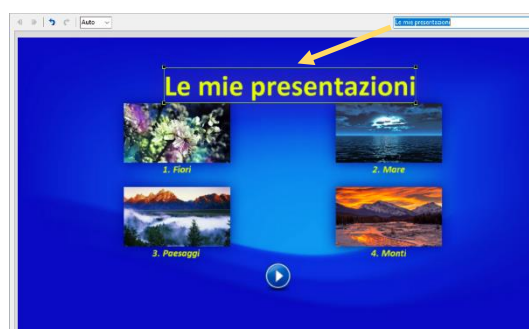 Auto
Le mie presentazioni
Le mie presentazioni
1. Fiori
2. Mare
3. Paesaggi
4. Monti